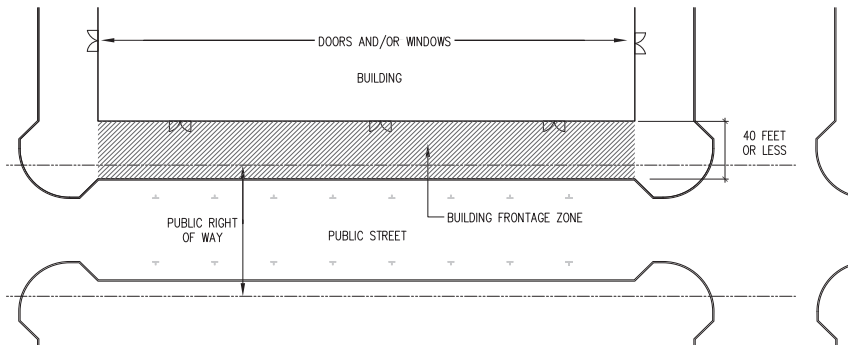 DOORS AND/OR WINDOWS
BUILDING
40 FEET
OR LESS
BUILDING FRONTAGE ZONE
PUBLIC RIGHT
OF WAY
PUBLIC STREET